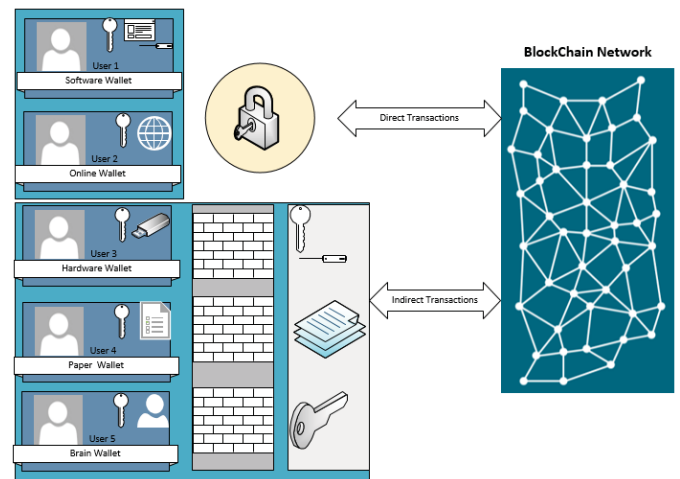 User 1
Software Wallet
User 2
Online Wallet
User 3
Hardware Wallet
User 4
Paper Wallet
User 5
Brain Wallet
Direct Transactions
Indirect Transactions
BlockChain Network